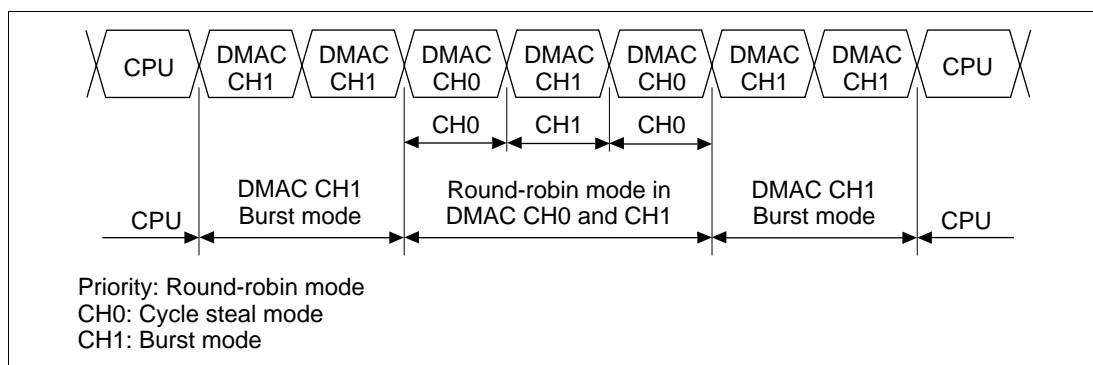 CPU
DMAC CH1
DMAC CH1
DMAC CH0
DMAC CH1
DMAC CH0
DMAC CH1
DMAC CH1
CPU
CH0
CH1
CH0
CPU
DMAC CH1
Burst mode
Round-robin mode in
DMAC CH0 and CH1
DMAC CH1
Burst mode
CPU
Priority: Round-robin mode
CH0: Cycle steal mode
CH1: Burst mode